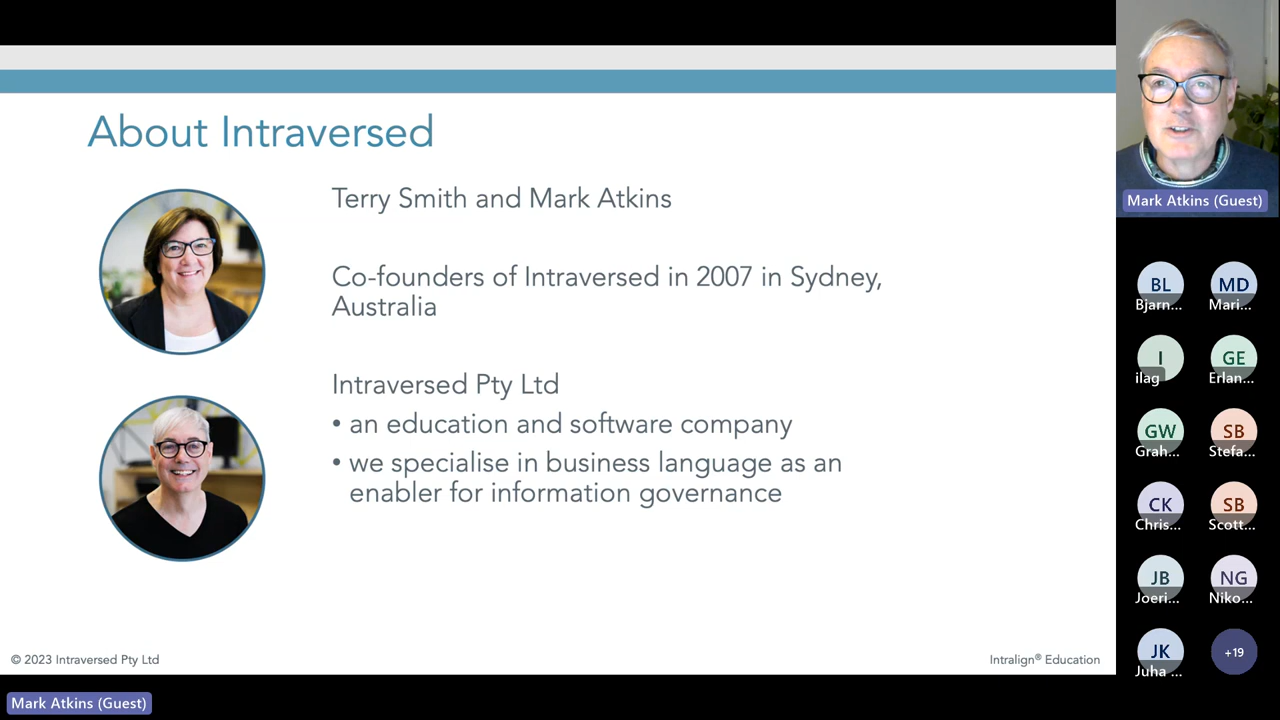 About Intraversed
Terry Smith and Mark Atkins
Co-founders of Intraversed in 2007 in Sydney,
Australia
Intraversed Pty Ltd
• an education and software company
• we specialise in business language as an
enabler for information governance
© 2023 Intraversed Pty Ltd
Intralign® Education
Mark Atkins (Guest)
Mark Atkins (Guest)
BL
MD
Bjarn...
Mari...
I
GE
ilag
Erlan...
GW
SB
Grah...
Stefa...
CK
SB
Chris...
Scott...
JB
NG
Joeri...
Niko...
JK
+19
Juha ...